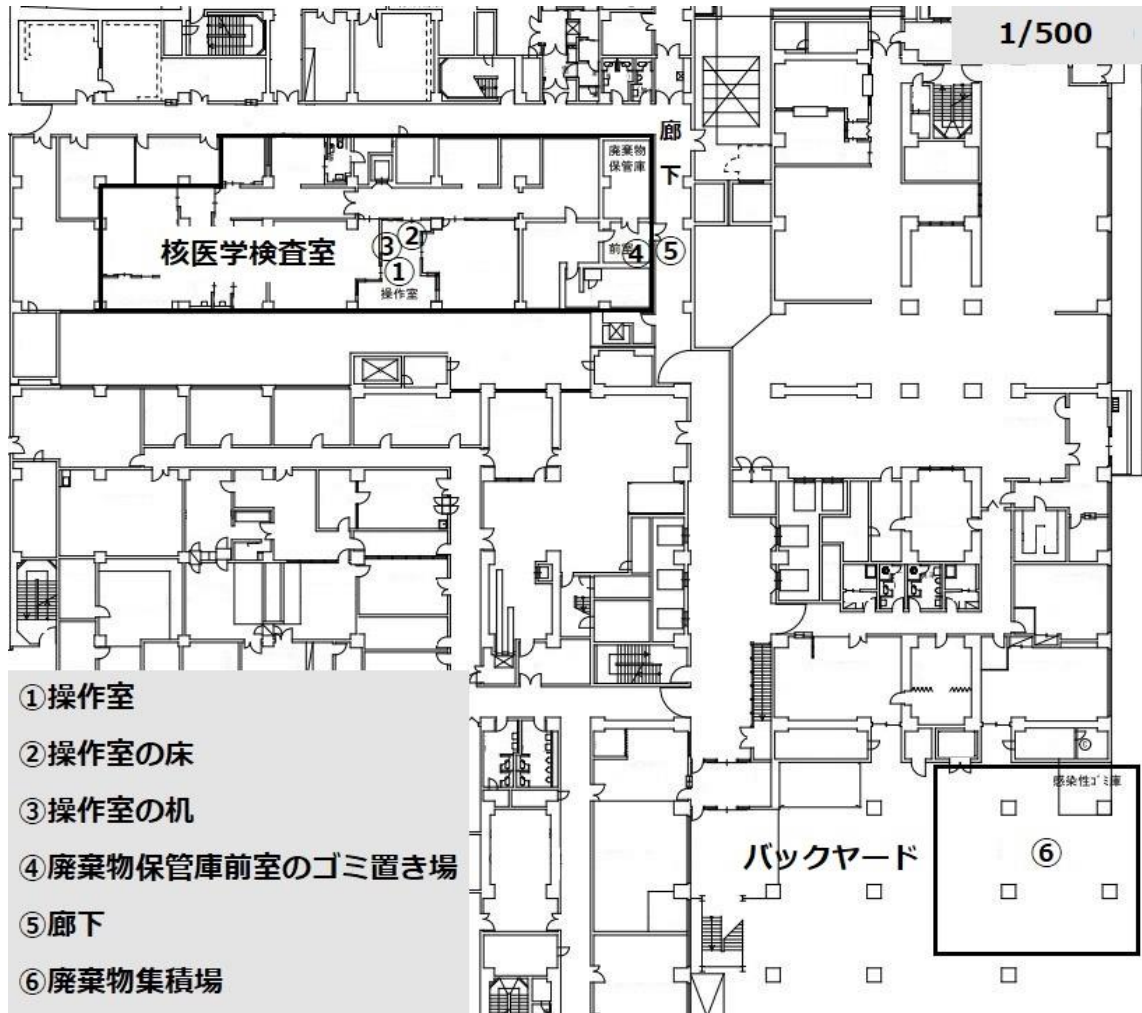 1/500
廊
下
廃棄物
保管庫
核医学検査室
③
②
①
操作室
前室
④
⑤
①操作室
②操作室の床
③操作室の机
④廃棄物保管庫前室のゴミ置き場
⑤廊下
⑥廃棄物集積場
感染性ゴミ庫
バックヤード
⑥